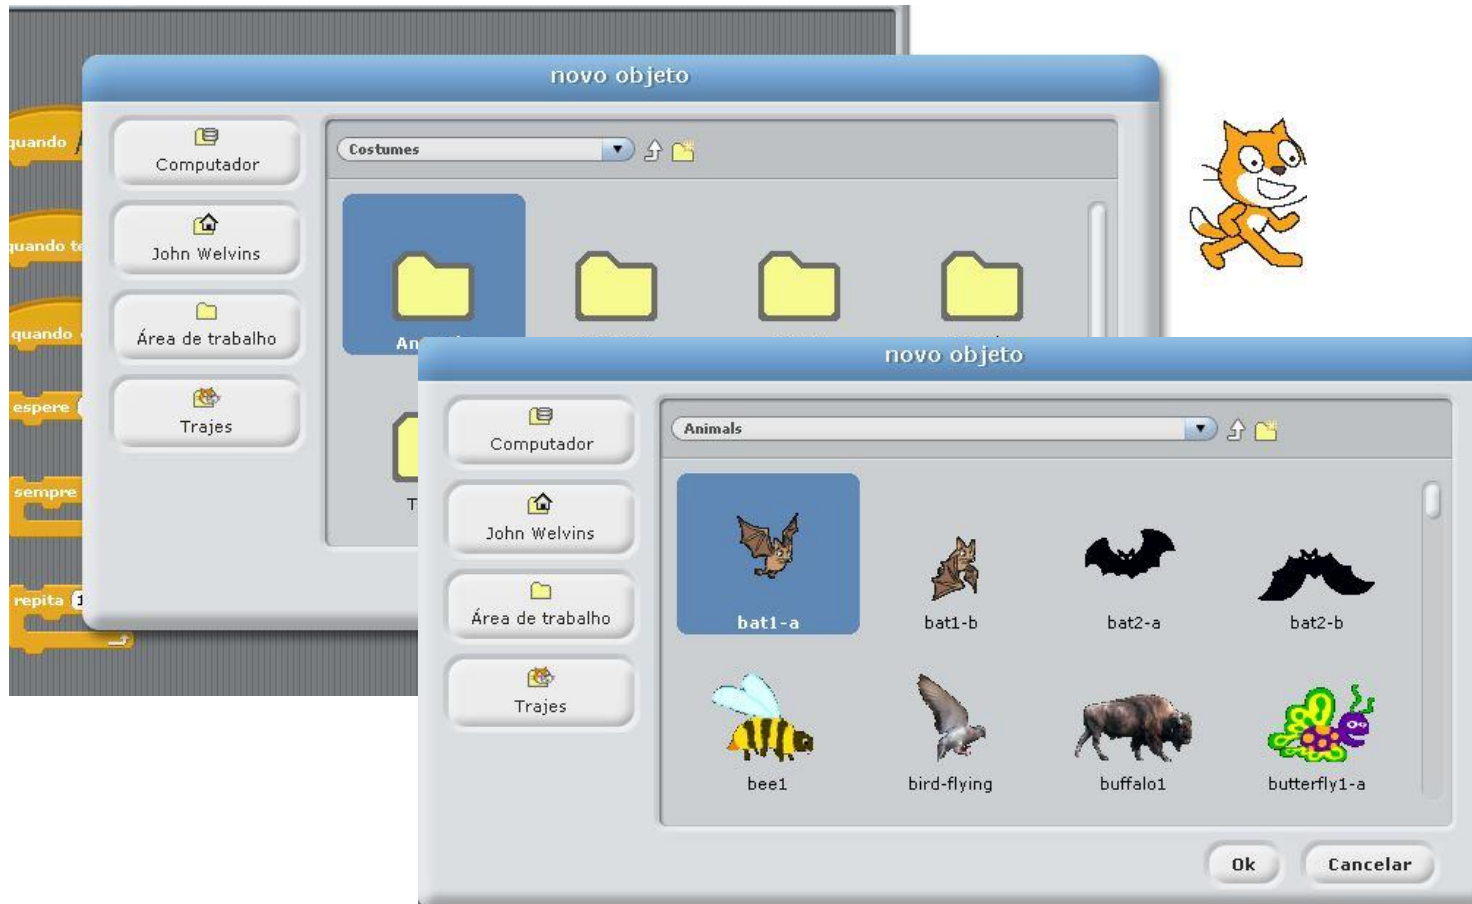 novo objeto
quando
Computador
Costumes
quando
John Welvins
quando
Área de trabalho
espere
Trajes
sempre
repita
novo objeto
Computador
Animals
John Welvins
Área de trabalho
bat1-a
bat1-b
bat2-a
bat2-b
Trajes
bee1
bird-flying
buffalo1
butterfly1-a
Ok
Cancelar